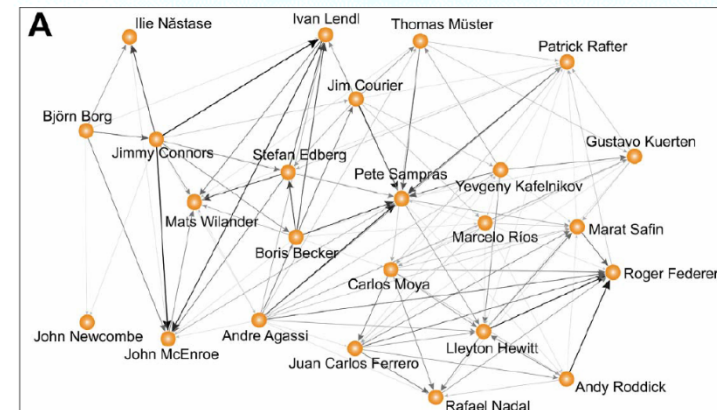 A
Ilie Năstase
Ivan Lendl
Thomas Müster
Patrick Rafter
Jim Courier
Björn Borg
Jimmy Connors
Stefan Edberg
Gustavo Kuerten
Pete Sampras
Yevgeny Kafelnikov
Mats Wilander
Marcelo Ríos
Marat Safin
Boris Becker
Carlos Moya
Roger Federer
John Newcombe
John McEnroe
Andre Agassi
Juan Carlos Ferrero
Lleyton Hewitt
Andy Roddick
Rafael Nadal